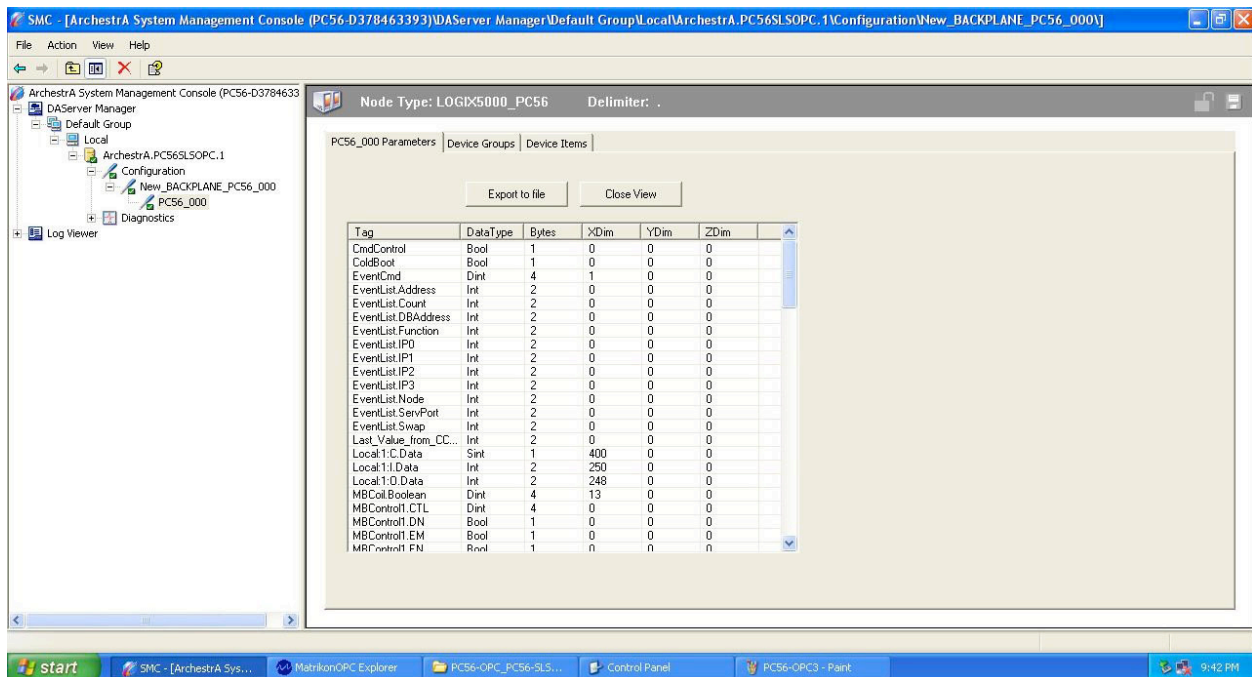 SMC - [ArchestrA System Management Console (PC56-D378463393)\DAServer Manager\Default Group\Local\ArchestrA.PC56SLSOPC.1\Configuration\New_BACKPLANE_PC56_000\]
File Action View Help
ArchestrA System Management Console (PC56-D3784633
DAServer Manager
Default Group
Local
ArchestrA.PC56SLSOPC.1
Configuration
New_BACKPLANE_PC56_000
PC56_000
Diagnostics
Log Viewer
Node Type: LOGIX5000_PC56 Delimiter: .
PC56_000 Parameters Device Groups Device Items
Export to file Close View
Tag DataType Bytes XDim YDim ZDim
CmdControl Bool 1 0 0 0
ColdBoot Bool 1 0 0 0
EventCmd Dint 4 1 0 0
EventList.Address Int 2 0 0 0
EventList.Count Int 2 0 0 0
EventList.DBAddress Int 2 0 0 0
EventList.Function Int 2 0 0 0
EventList.IP0 Int 2 0 0 0
EventList.IP1 Int 2 0 0 0
EventList.IP2 Int 2 0 0 0
EventList.IP3 Int 2 0 0 0
EventList.Node Int 2 0 0 0
EventList.ServPort Int 2 0 0 0
EventList.Swap Int 2 0 0 0
Last_Value_from_CC... Int 2 0 0 0
Local:1:C.Data Sint 1 400 0 0
Local:1:I.Data Int 2 250 0 0
Local:1:O.Data Int 2 248 0 0
MBCoil.Boolean Dint 4 13 0 0
MBControl1.CTL Dint 4 0 0 0
MBControl1.DN Bool 1 0 0 0
MBControl1.EM Bool 1 0 0 0
MBControl1.EN Bool 1 0 0 0
start SMC - [ArchestrA Sys... MatrikonOPC Explorer PC56-OPC_PC56-SLS... Control Panel PC56-OPC3 - Paint 9:42 PM